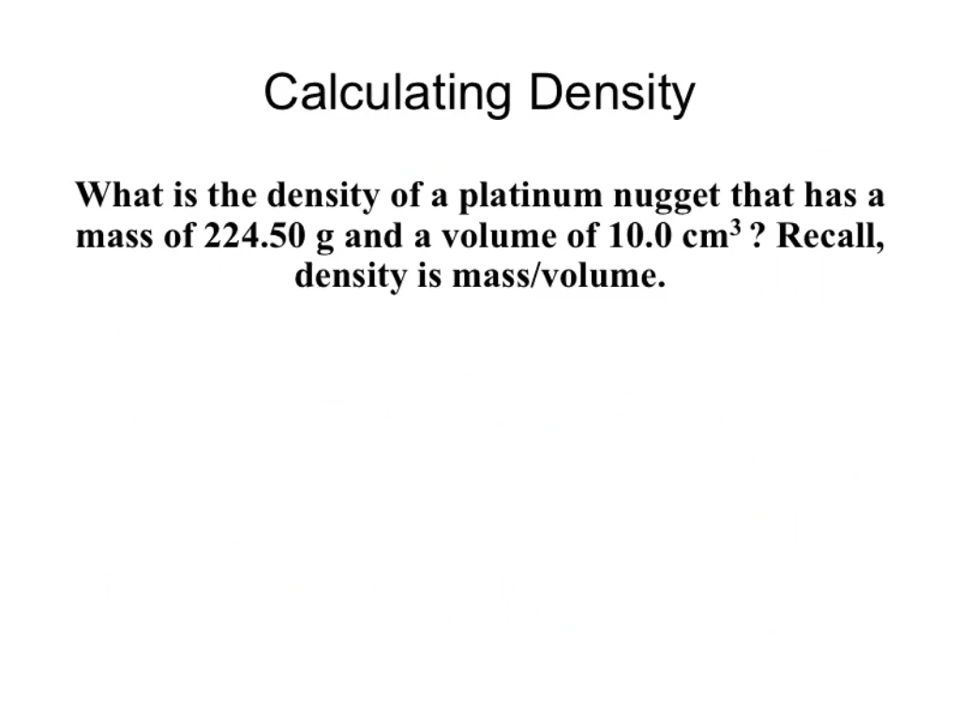 Calculating Density
What is the density of a platinum nugget that has a
mass of 224.50 g and a volume of 10.0 cm³ ? Recall,
density is mass/volume.